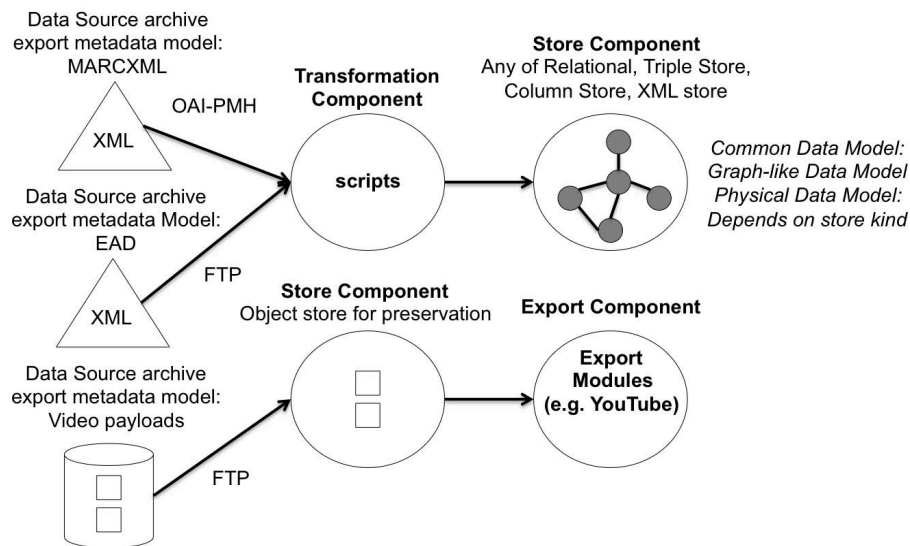 Data Source archive
export metadata model:
MARCXML
XML
OAI-PMH
Transformation
Component
scripts
Store Component
Any of Relational, Triple Store,
Column Store, XML store
Common Data Model:
Graph-like Data Model
Physical Data Model:
Depends on store kind
Data Source archive
export metadata Model:
EAD
XML
FTP
Store Component
Object store for preservation
Export Component
Export
Modules
(e.g. YouTube)
Data Source archive
export metadata model:
Video payloads
FTP